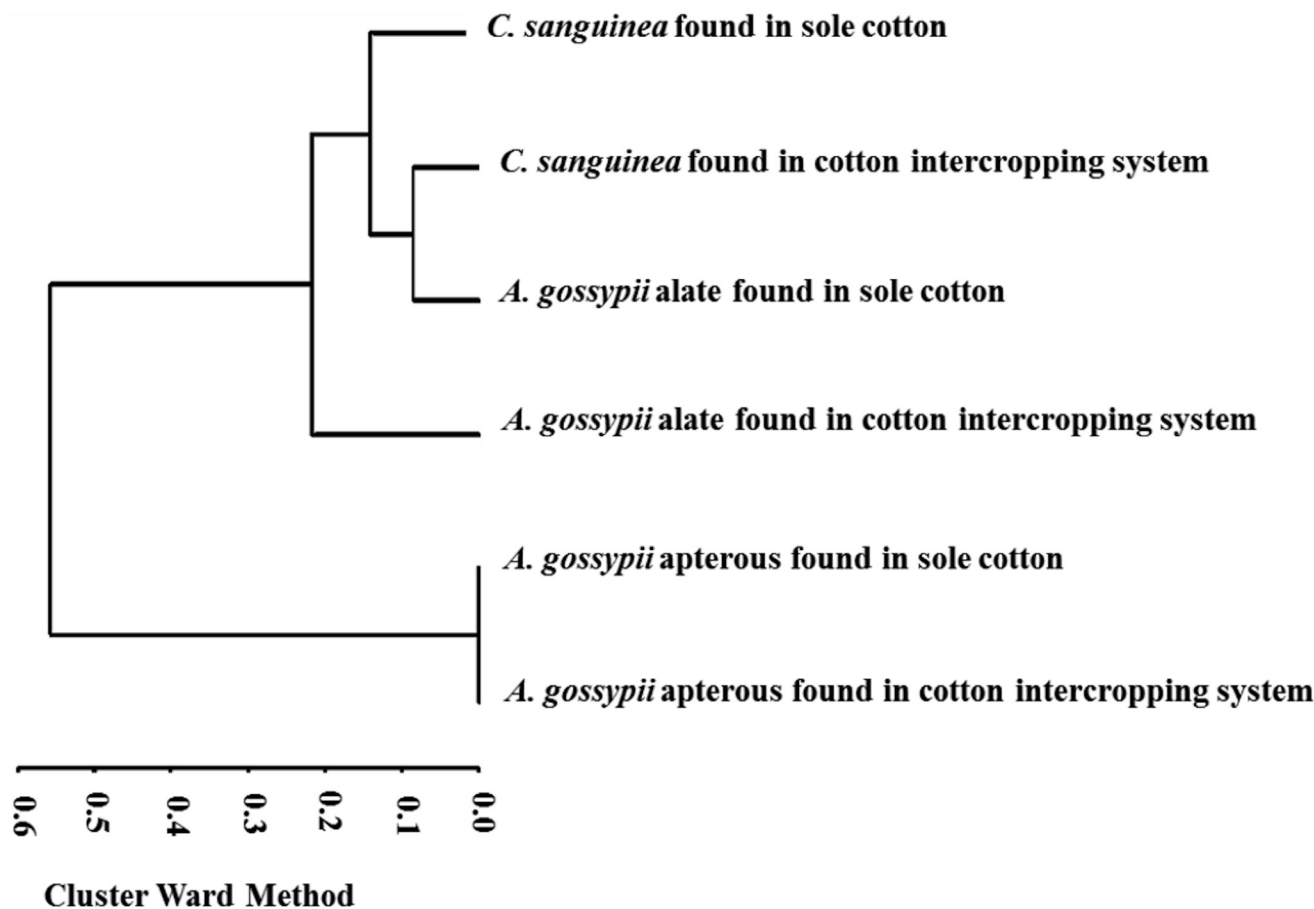 C. sanguinea found in sole cotton
C. sanguinea found in cotton intercropping system
A. gossypii alate found in sole cotton
A. gossypii alate found in cotton intercropping system
A. gossypii apterous found in sole cotton
A. gossypii apterous found in cotton intercropping system
0.6 0.5 0.4 0.3 0.2 0.1 0.0
Cluster Ward Method